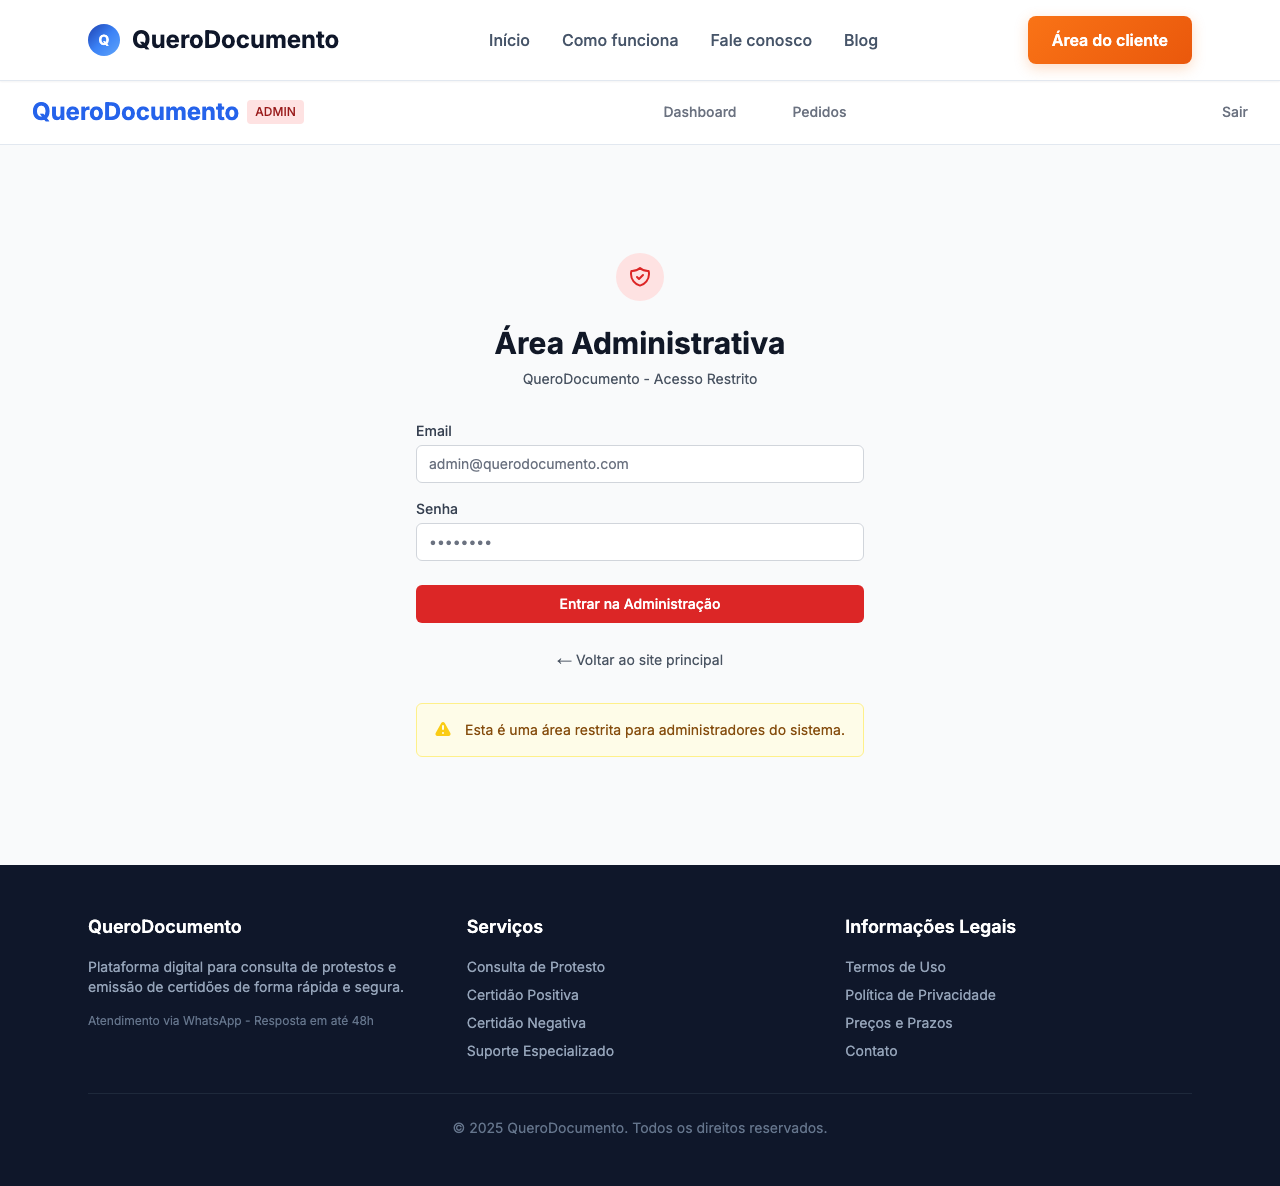 Q QueroDocumento
Início Como funciona Fale conosco Blog
Área do cliente
QueroDocumento ADMIN
Dashboard Pedidos
Sair
Área Administrativa
QueroDocumento - Acesso Restrito
Email
admin@querodocumento.com
Senha
••••••••
Entrar na Administração
← Voltar ao site principal
Esta é uma área restrita para administradores do sistema.
QueroDocumento
Plataforma digital para consulta de protestos e
emissão de certidões de forma rápida e segura.
Atendimento via WhatsApp - Resposta em até 48h
Serviços
Consulta de Protesto
Certidão Positiva
Certidão Negativa
Suporte Especializado
Informações Legais
Termos de Uso
Política de Privacidade
Preços e Prazos
Contato
© 2025 QueroDocumento. Todos os direitos reservados.